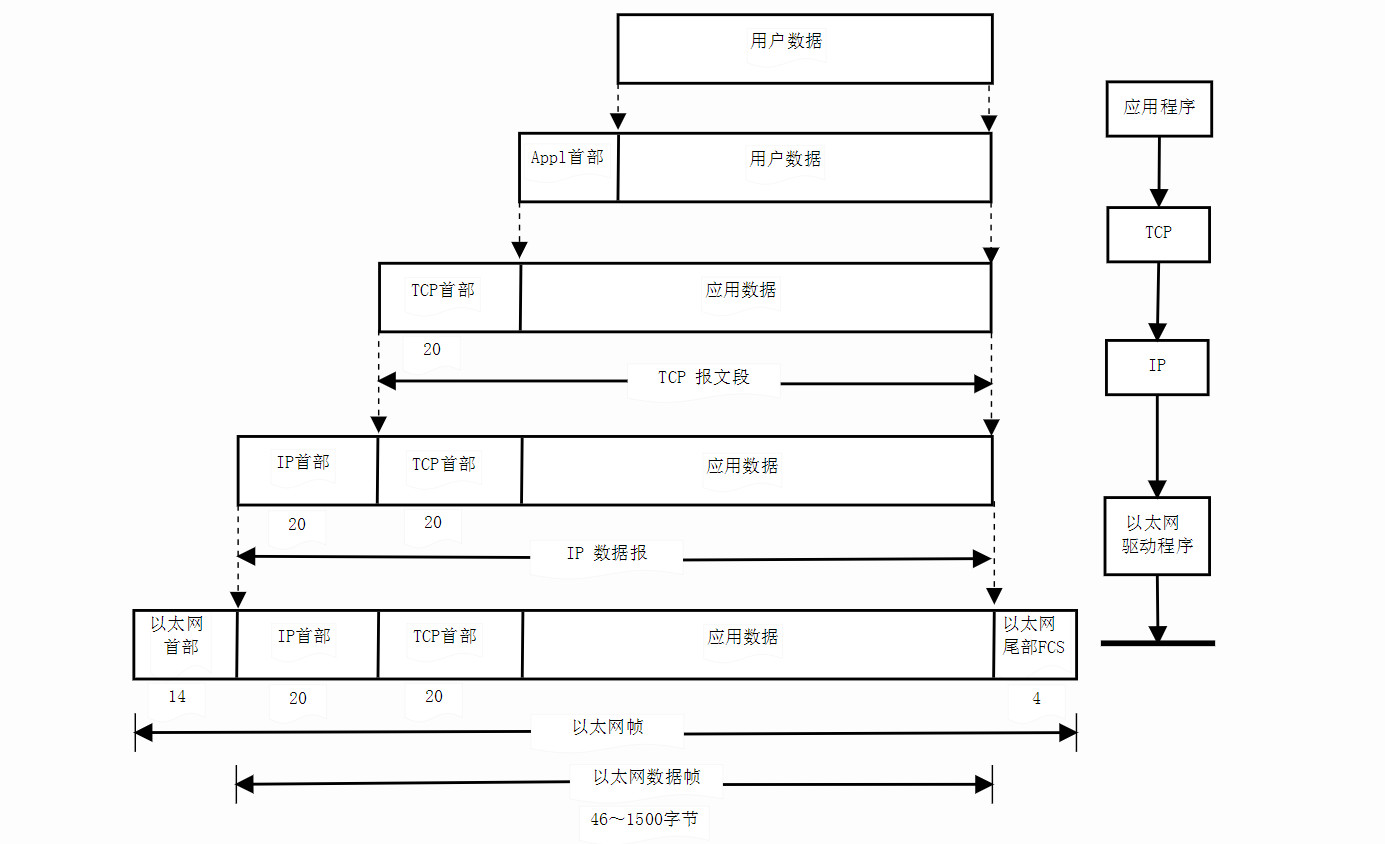 用户数据
应用程序
Appl首部
用户数据
TCP
TCP首部
应用数据
20
TCP 报文段
IP
IP首部
TCP首部
应用数据
20
20
IP 数据报
以太网
驱动程序
以太网
首部
IP首部
TCP首部
应用数据
以太网
尾部FCS
14
20
20
4
以太网帧
以太网数据帧
46～1500字节